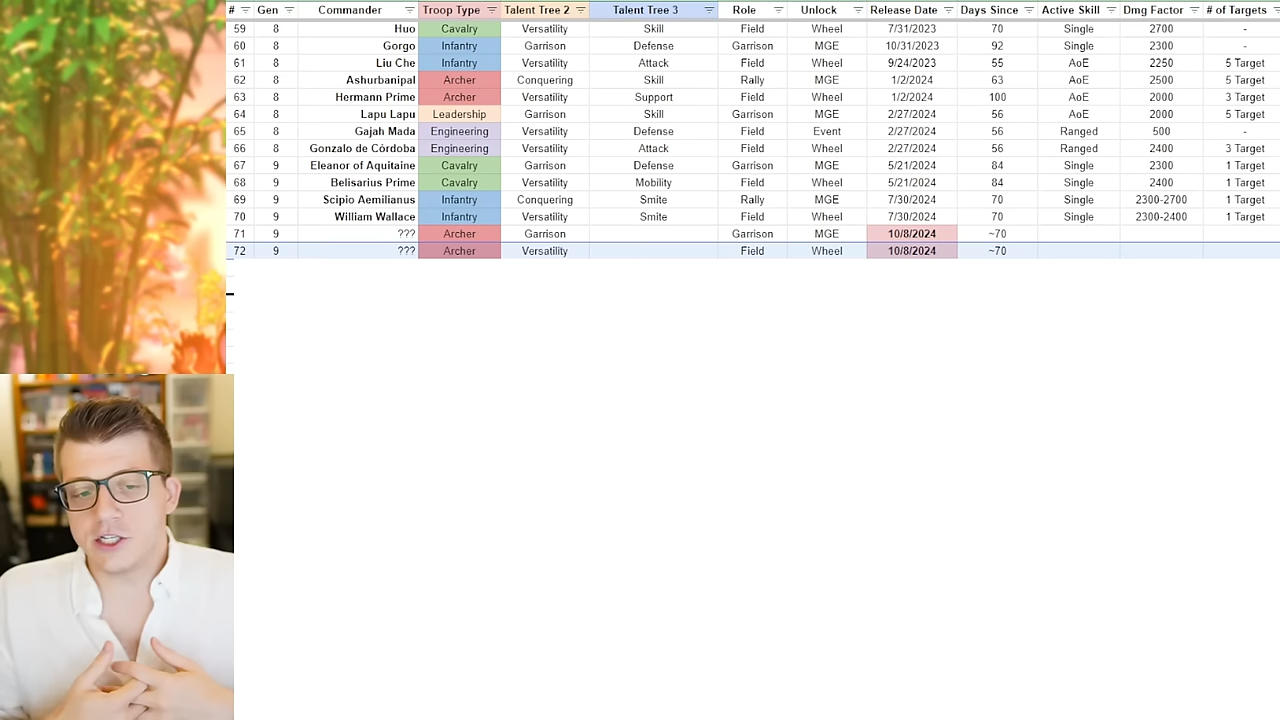 # Gen Commander Troop Type Talent Tree 2 Talent Tree 3 Role Unlock Release Date Days Since Active Skill Dmg Factor # of Targets
59 8 Huo Cavalry Versatility Skill Field Wheel 7/31/2023 70 Single 2700 -
60 8 Gorgo Infantry Garrison Defense Garrison MGE 10/31/2023 92 Single 2300 -
61 8 Liu Che Infantry Versatility Attack Field Wheel 9/24/2023 55 AoE 2250 5 Target
62 8 Ashurbanipal Archer Conquering Skill Rally MGE 1/2/2024 63 AoE 2500 5 Target
63 8 Hermann Prime Archer Versatility Support Field Wheel 1/2/2024 100 AoE 2000 3 Target
64 8 Lapu Lapu Leadership Garrison Skill Garrison MGE 2/27/2024 56 AoE 2000 5 Target
65 8 Gajah Mada Engineering Versatility Defense Field Event 2/27/2024 56 Ranged 500 -
66 8 Gonzalo de Córdoba Engineering Versatility Attack Field Wheel 2/27/2024 56 Ranged 2400 3 Target
67 9 Eleanor of Aquitaine Cavalry Garrison Defense Garrison MGE 5/21/2024 84 Single 2300 1 Target
68 9 Belisarius Prime Cavalry Versatility Mobility Field Wheel 5/21/2024 84 Single 2400 1 Target
69 9 Scipio Aemilianus Infantry Conquering Smite Rally MGE 7/30/2024 70 Single 2300-2700 1 Target
70 9 William Wallace Infantry Versatility Smite Field Wheel 7/30/2024 70 Single 2300-2400 1 Target
71 9 ??? Archer Garrison Garrison MGE 10/8/2024 ~70
72 9 ??? Archer Versatility Field Wheel 10/8/2024 ~70